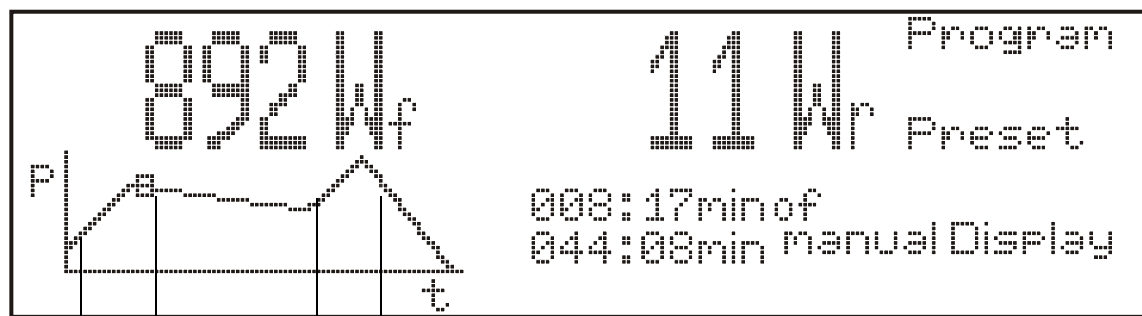 892 Wf 11 Wr Program
Preset
P
008:17min of
044:08min manual Display
t